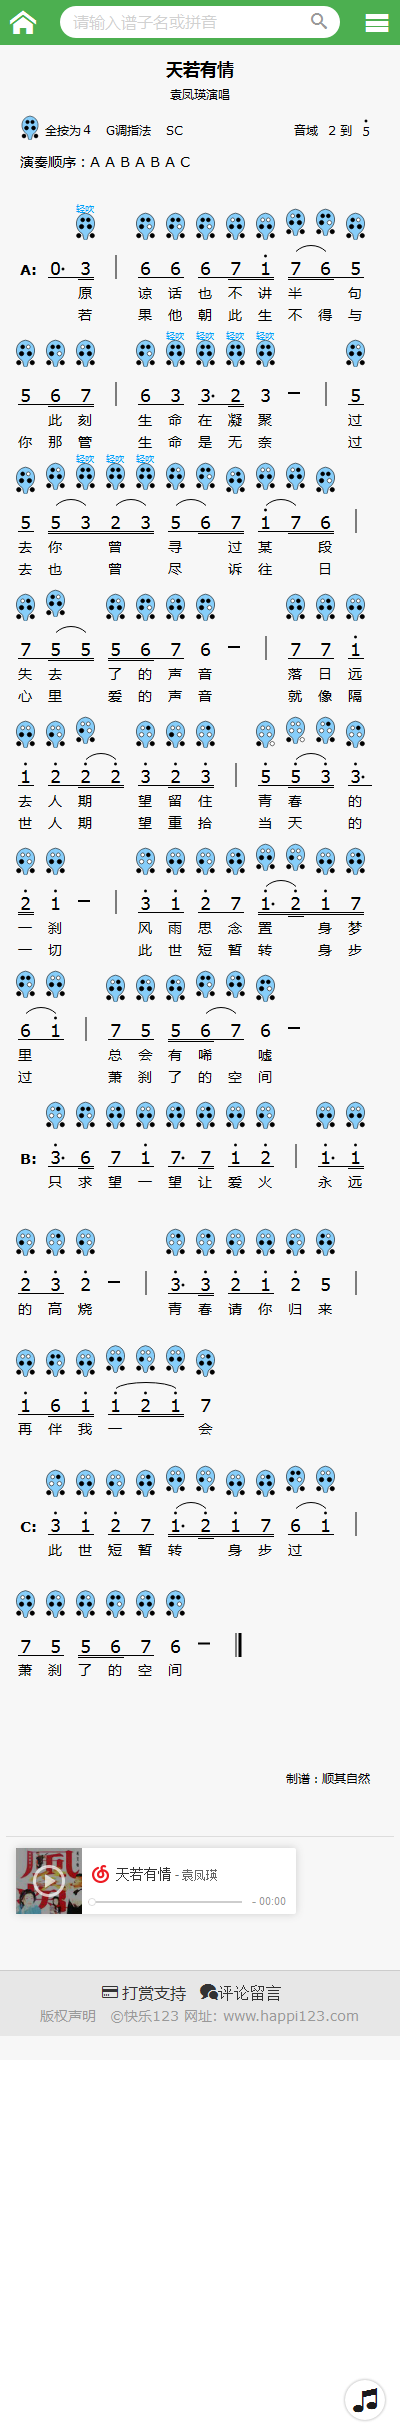 请输入谱子名或拼音
天若有情
袁凤瑛演唱
全按为4 G调指法 SC 音域 2 到 5
演奏顺序：A A B A B A C
轻吹
A: 0· 3 | 6 6 6 7 1 7 6 5
原 谅 话 也 不 讲 半 句
若 果 他 朝 此 生 不 得 与
轻吹 轻吹 轻吹 轻吹
5 6 7 | 6 3 3· 2 3 - | 5
此 刻 生 命 在 凝 聚 过
你 那 管 生 命 是 无 奈 过
轻吹 轻吹 轻吹
5 5 3 2 3 5 6 7 1 7 6 |
去 你 曾 寻 过 某 段
去 也 曾 尽 诉 往 日
7 5 5 5 6 7 6 - | 7 7 1
失 去 了 的 声 音 落 日 远
心 里 爱 的 声 音 就 像 隔
1 2 2 2 3 2 3 | 5 5 3 3·
去 人 期 望 留 住 青 春 的
世 人 期 望 重 拾 当 天 的
2 1 - | 3 1 2 7 1· 2 1 7
一 刹 风 雨 思 念 置 身 梦
一 切 此 世 短 暂 转 身 步
6 1 | 7 5 5 6 7 6 -
里 总 会 有 唏 嘘
过 萧 刹 了 的 空 间
B: 3· 6 7 1 7· 7 1 2 | 1· 1
只 求 望 一 望 让 爱 火 永 远
2 3 2 - | 3· 3 2 1 2 5 |
的 高 烧 青 春 请 你 归 来
1 6 1 1 2 1 7
再 伴 我 一 会
C: 3 1 2 7 1· 2 1 7 6 1 |
此 世 短 暂 转 身 步 过
7 5 5 6 7 6 - ‖
萧 刹 了 的 空 间
制谱：顺其自然
凤
天若有情 - 袁凤瑛
- 00:00
打赏支持 评论留言
版权声明 ©快乐123 网址: www.happi123.com